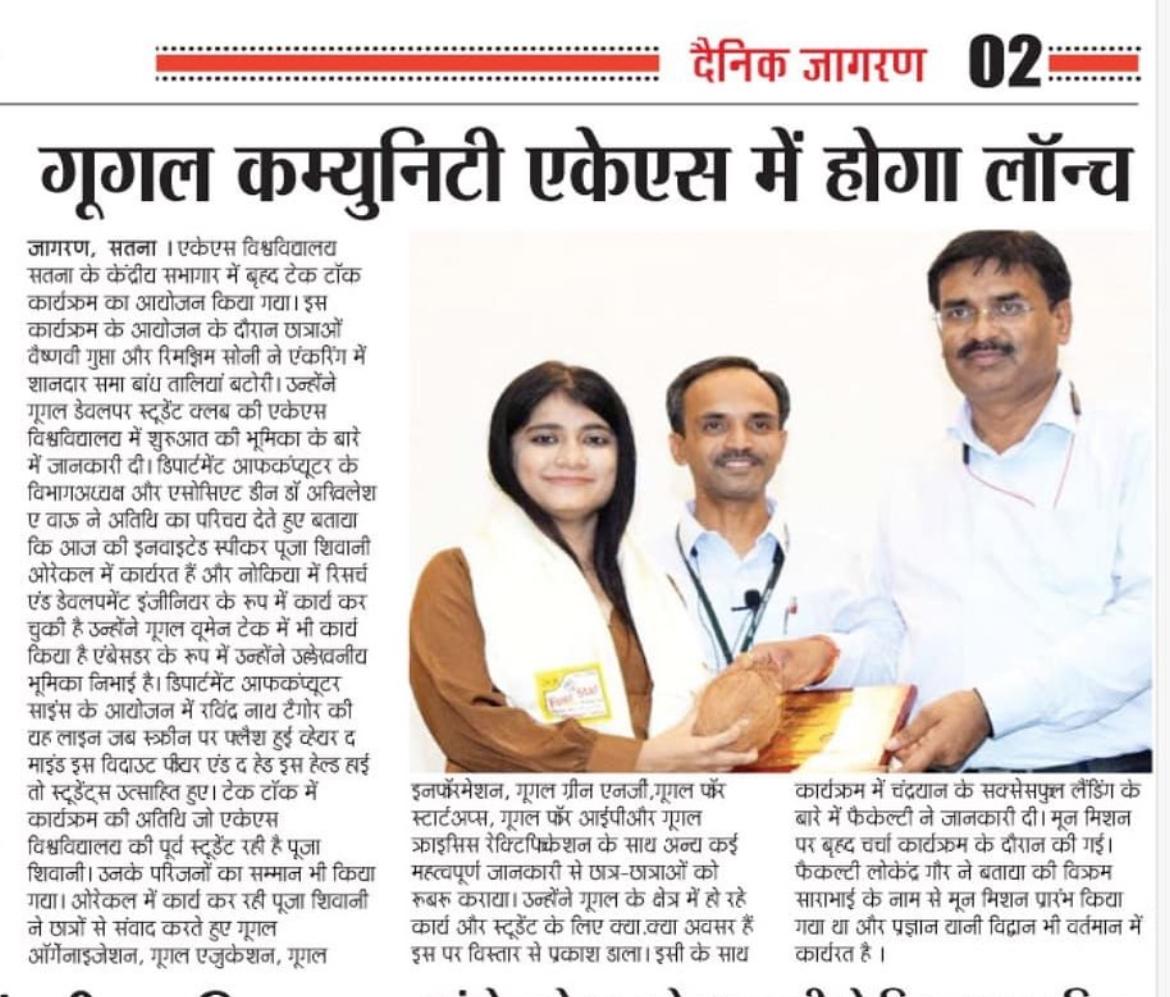 दैनिक जागरण 02
गूगल कम्युनिटी एकेएस में होगा लॉन्च
जागरण, सतना । एकेएस विश्वविद्यालय
सतना के केंद्रीय सभागार में बृहद टेक टॉक
कार्यक्रम का आयोजन किया गया। इस
कार्यक्रम के आयोजन के दौरान छात्राओं
वैष्णवी गुप्ता और रिमझिम सोनी ने एंकरिंग में
शानदार समा बांध तालियां बटोरी। उन्होंने
गूगल डेवलपर स्टूडेंट क्लब की एकेएस
विश्वविद्यालय में शुरुआत की भूमिका के बारे
में जानकारी दी। डिपार्टमेंट आफकंप्यूटर के
विभागअध्यक्ष और एसोसिएट डीन डॉ अखिलेश
ए वाऊ ने अतिथि का परिचय देते हुए बताया
कि आज की इनवाइटेड स्पीकर पूजा शिवानी
ओरेकल में कार्यरत हैं और नोकिया में रिसर्च
एंड डेवलपमेंट इंजीनियर के रूप में कार्य कर
चुकी है उन्होंने गूगल वूमेन टेक में भी कार्य
किया है एंबेसडर के रूप में उन्होंने उल्लेखनीय
भूमिका निभाई है। डिपार्टमेंट आफकंप्यूटर
साइंस के आयोजन में रविंद्र नाथ टैगोर की
यह लाइन जब स्क्रीन पर फ्लैश हुई व्हेयर द
माइंड इस विदाउट फीयर एंड द हेड इस हेल्ड हाई
तो स्टूडेंट्स उत्साहित हुए। टेक टॉक में
कार्यक्रम की अतिथि जो एकेएस
विश्वविद्यालय की पूर्व स्टूडेंट रही है पूजा
शिवानी। उनके परिजनों का सम्मान भी किया
गया। ओरेकल में कार्य कर रही पूजा शिवानी
ने छात्रों से संवाद करते हुए गूगल
ऑर्गेनाइजेशन, गूगल एजुकेशन, गूगल
इनफॉरमेशन, गूगल ग्रीन एनर्जी,गूगल फॉर
स्टार्टअप्स, गूगल फॉर आईपीऔर गूगल
क्राइसिस रेक्टिफिकेशन के साथ अन्य कई
महत्वपूर्ण जानकारी से छात्र-छात्राओं को
रूबरू कराया। उन्होंने गूगल के क्षेत्र में हो रहे
कार्य और स्टूडेंट के लिए क्या.क्या अवसर हैं
इस पर विस्तार से प्रकाश डाला। इसी के साथ
कार्यक्रम में चंद्रयान के सक्सेसफुल लैंडिंग के
बारे में फैकेल्टी ने जानकारी दी। मून मिशन
पर बृहद चर्चा कार्यक्रम के दौरान की गई।
फैकल्टी लोकेंद्र गौर ने बताया की विक्रम
साराभाई के नाम से मून मिशन प्रारंभ किया
गया था और प्रज्ञान यानी विद्वान भी वर्तमान में
कार्यरत है ।